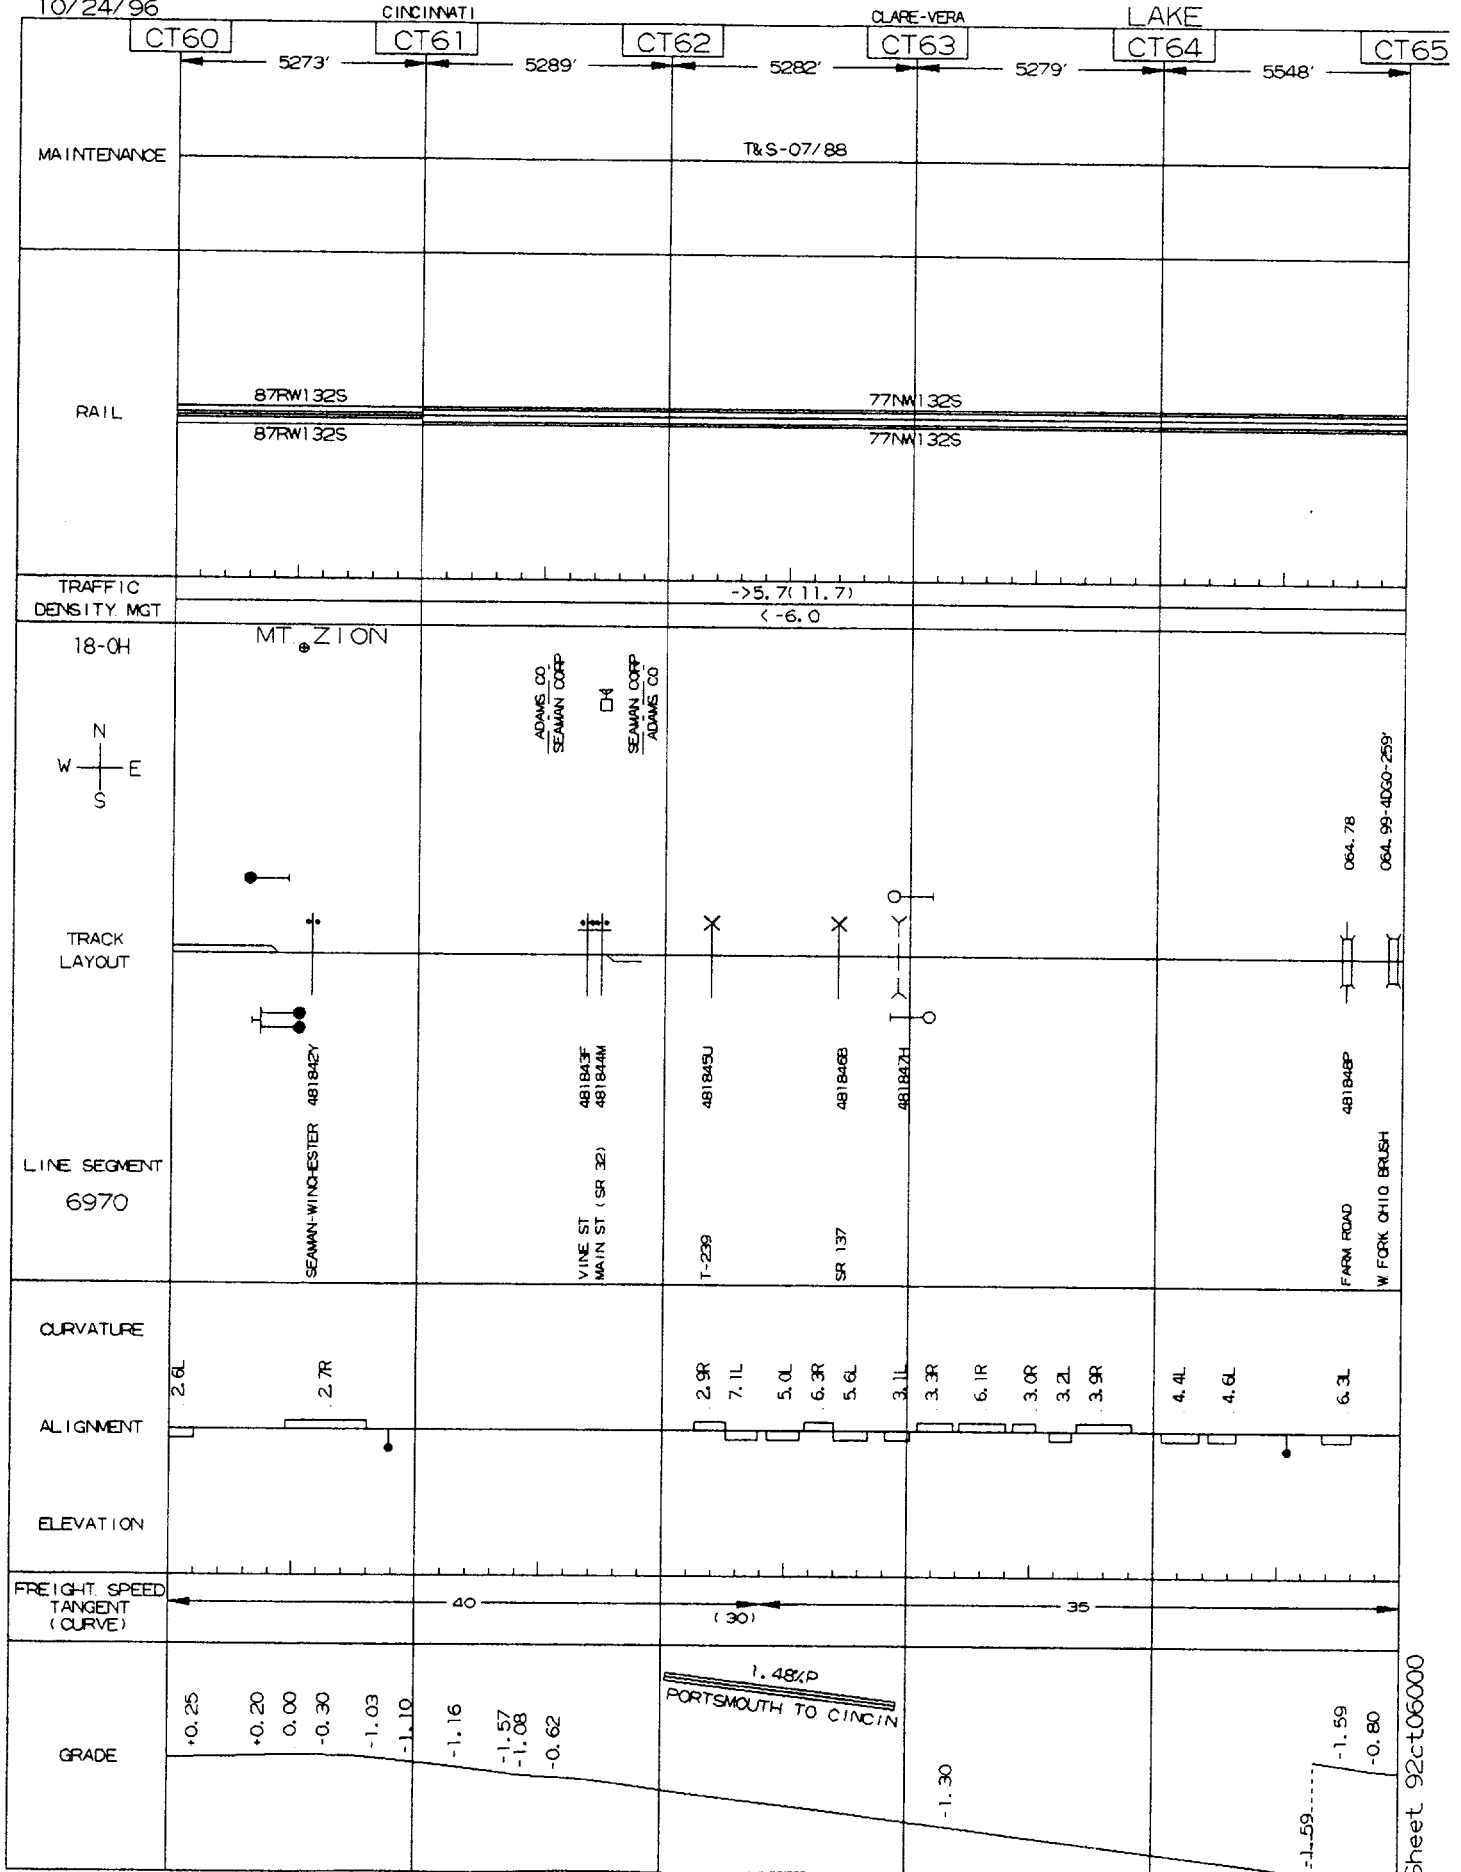 10/24/96
CINCINNATI
CLARE-VERA
LAKE
CT60
CT61
CT62
CT63
CT64
CT65
5273'
5289'
5282'
5279'
5548'
MAINTENANCE
T&S-07/88
RAIL
87RW132S
77NW132S
87RW132S
77NW132S
TRAFFIC
DENSITY MGT
->5.7(11.7)
<-6.0
18-OH
MT. ZION
ADAMS CO
SEAMAN CORP
SEAMAN CORP
ADAMS CO
N
W E
S
064.78
064.99-4DGO-259'
TRACK
LAYOUT
SEAMAN-WINCHESTER 481842Y
VINE ST 481843F
MAIN ST (SR 32) 481844M
T-239 481845U
SR 137 481846B
481847H
FARM ROAD 481848P
W FORK OHIO BRUSH
LINE SEGMENT
6970
CURVATURE
2.6L
2.7R
2.9R
7.1L
5.0L
6.3R
5.6L
3.1L
3.3R
6.1R
3.0R
3.2L
3.9R
4.4L
4.6L
6.3L
ALIGNMENT
ELEVATION
FREIGHT SPEED
TANGENT
(CURVE)
40
(30)
35
GRADE
+0.25
+0.20
0.00
-0.30
-1.03
-1.10
-1.16
-1.57
-1.08
-0.62
1.48%P
PORTSMOUTH TO CINCIN
-1.30
-1.59
-1.59
-0.80
Sheet 92ct06000